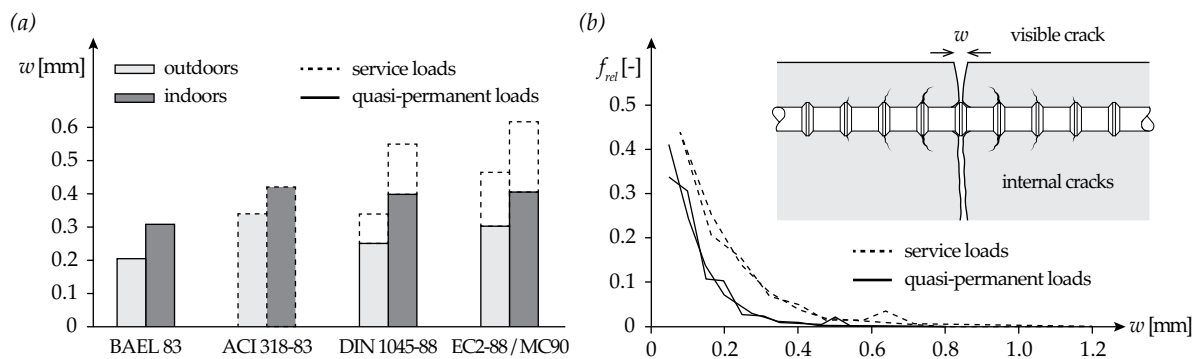 (a)
w [mm]
outdoors
indoors
service loads
quasi-permanent loads
0.6
0.5
0.4
0.3
0.2
0.1
0
BAEL 83
ACI 318-83
DIN 1045-88
EC2-88 / MC90
(b)
f_rel [-]
0.5
0.4
0.3
0.2
0.1
0
w
visible crack
internal cracks
service loads
quasi-permanent loads
w [mm]
0
0.2
0.4
0.6
0.8
1.0
1.2